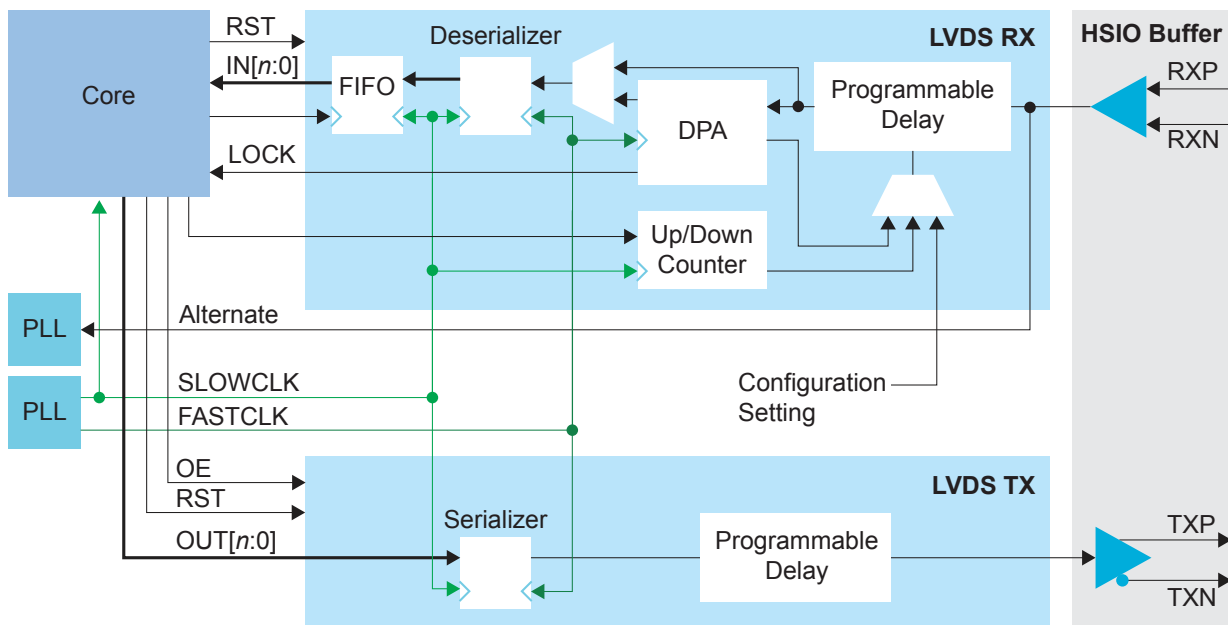 Core
RST
IN[n:0]
FIFO
Deserializer
LVDS RX
HSIO Buffer
RXP
RXN
Programmable
Delay
DPA
LOCK
Up/Down
Counter
PLL
Alternate
PLL
SLOWCLK
FASTCLK
Configuration
Setting
OE
RST
OUT[n:0]
LVDS TX
Serializer
Programmable
Delay
TXP
TXN